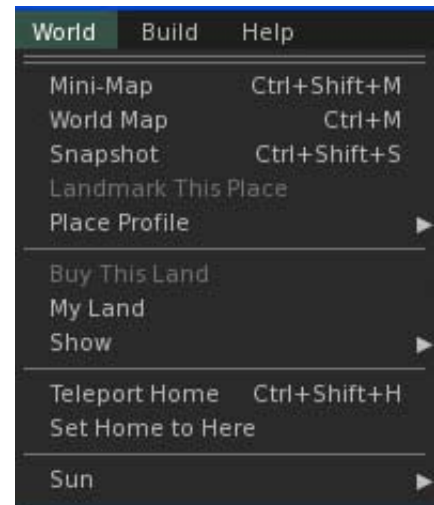 World Build Help
Mini-Map Ctrl+Shift+M
World Map Ctrl+M
Snapshot Ctrl+Shift+S
Landmark This Place
Place Profile
Buy This Land
My Land
Show
Teleport Home Ctrl+Shift+H
Set Home to Here
Sun